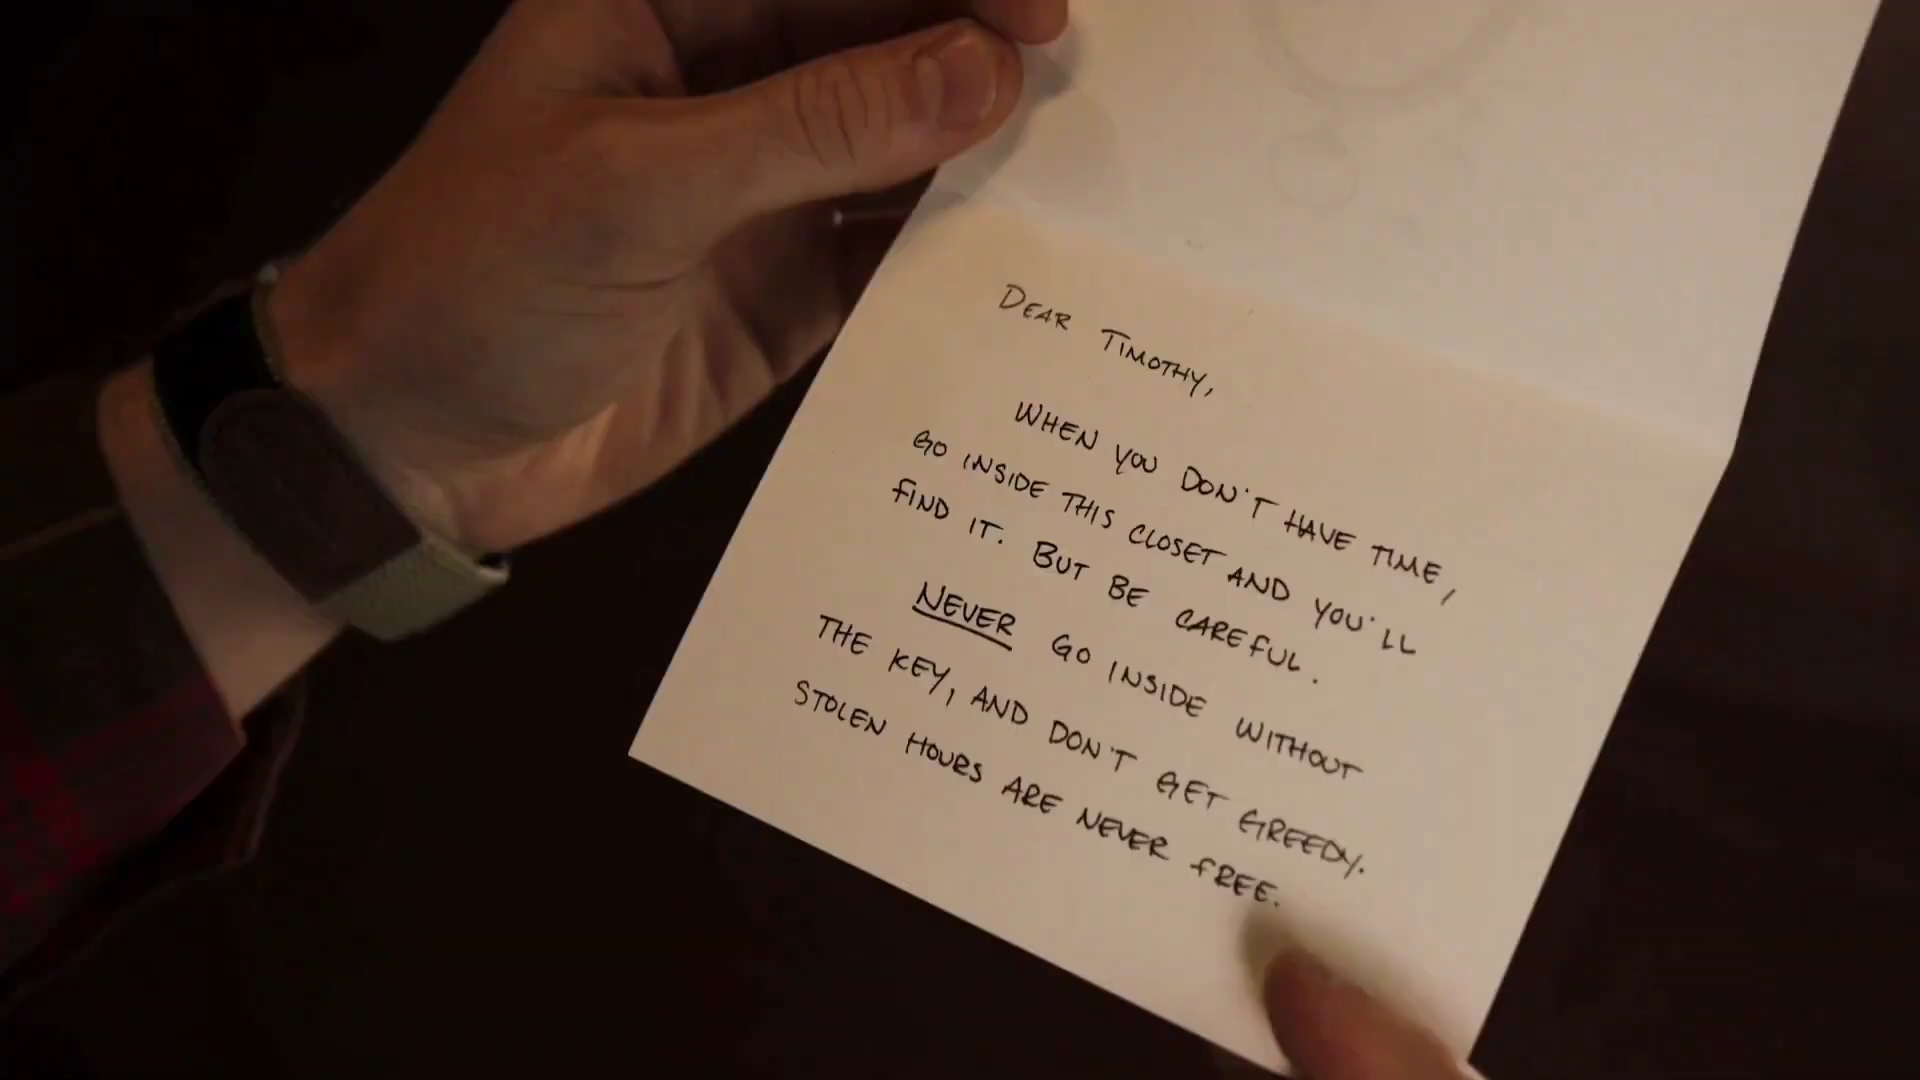 DEAR TIMOTHY,
WHEN YOU DON'T HAVE TIME,
GO INSIDE THIS CLOSET AND YOU'LL
FIND IT. BUT BE CAREFUL.
NEVER GO INSIDE WITHOUT
THE KEY, AND DON'T GET GREEDY.
STOLEN HOURS ARE NEVER FREE.